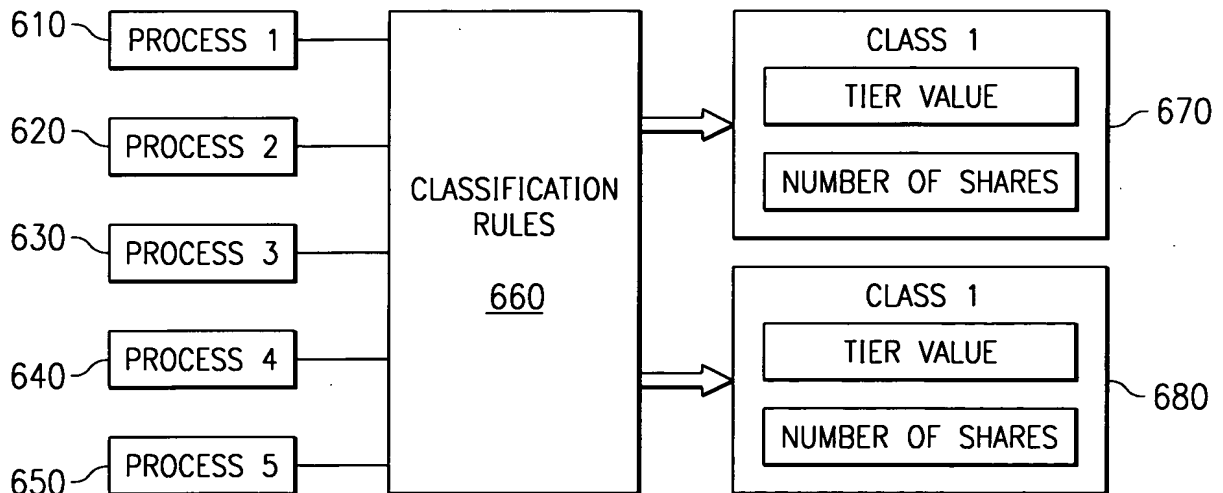 610
PROCESS 1
620
PROCESS 2
630
PROCESS 3
640
PROCESS 4
650
PROCESS 5
CLASSIFICATION
RULES
660
CLASS 1
TIER VALUE
NUMBER OF SHARES
670
CLASS 1
TIER VALUE
NUMBER OF SHARES
680